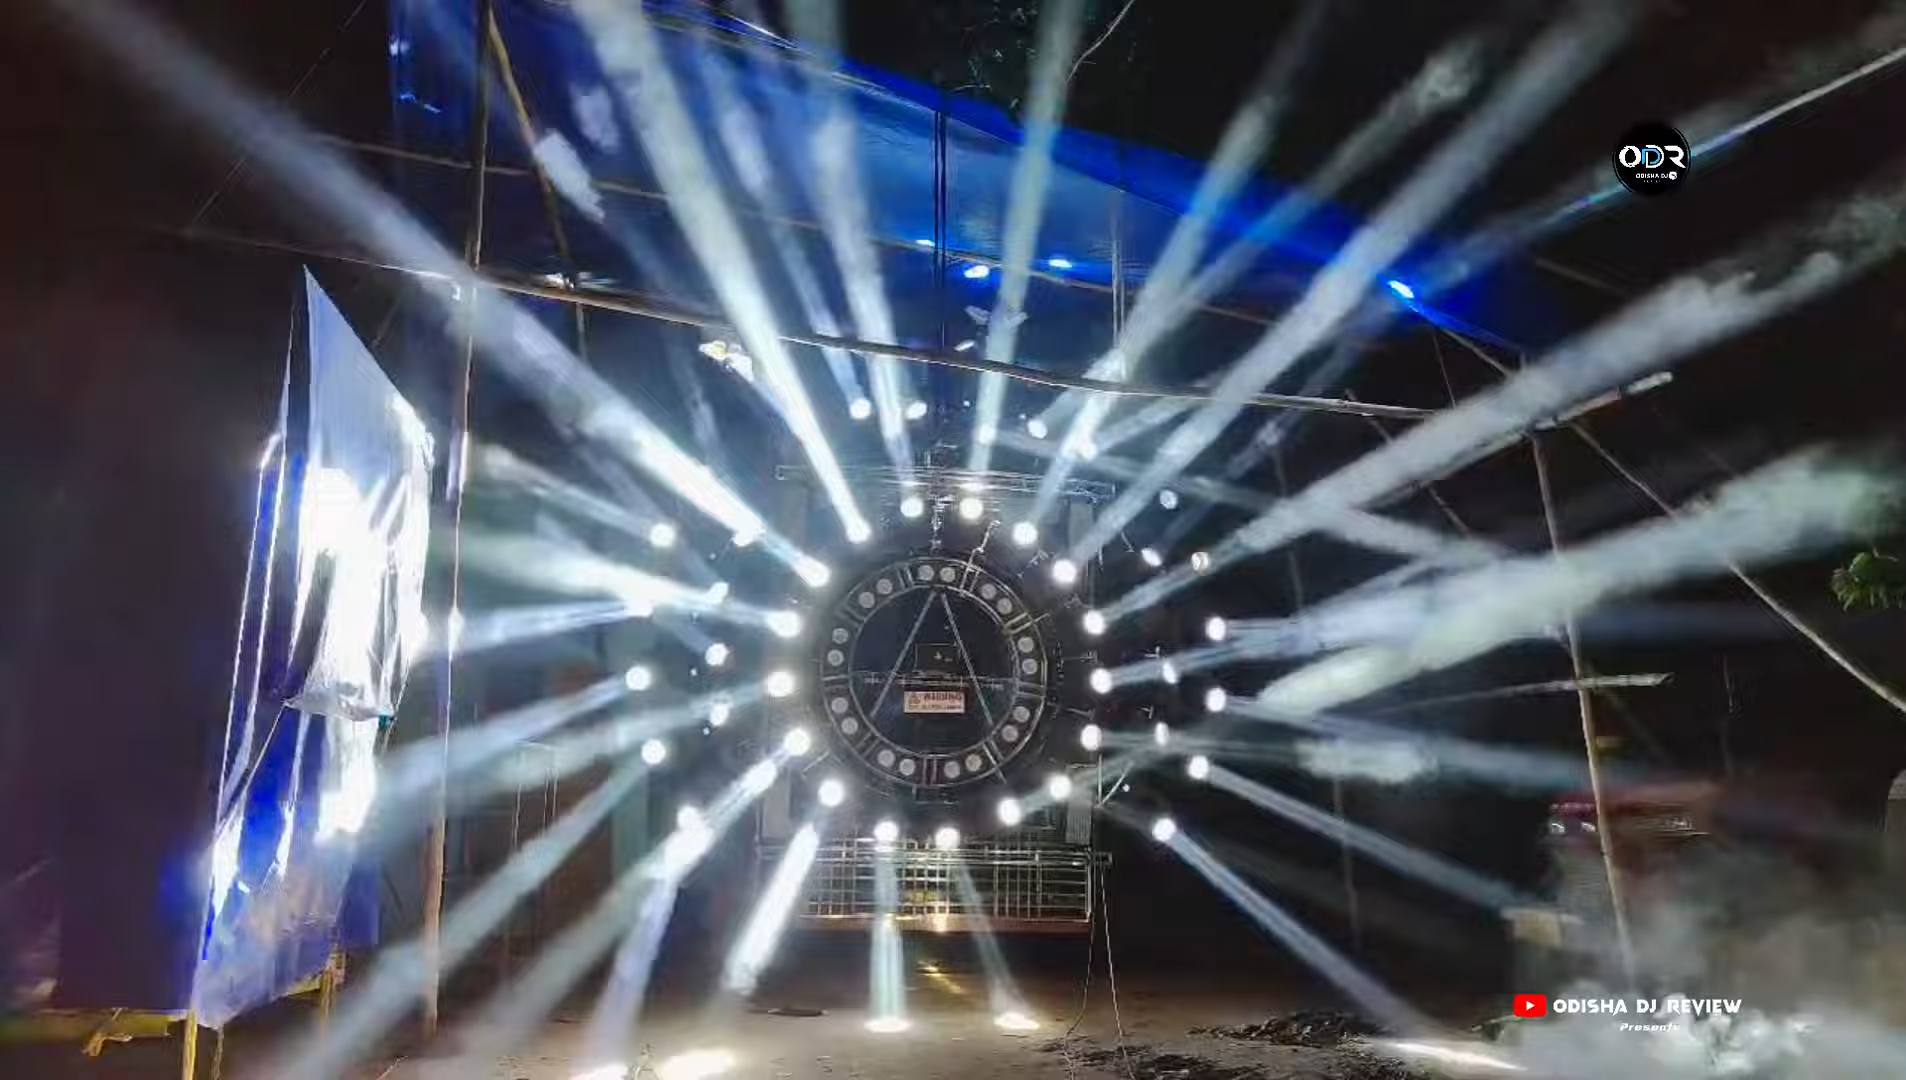 ODR
ODISHA DJ
WARNING
ODISHA DJ REVIEW
Presents